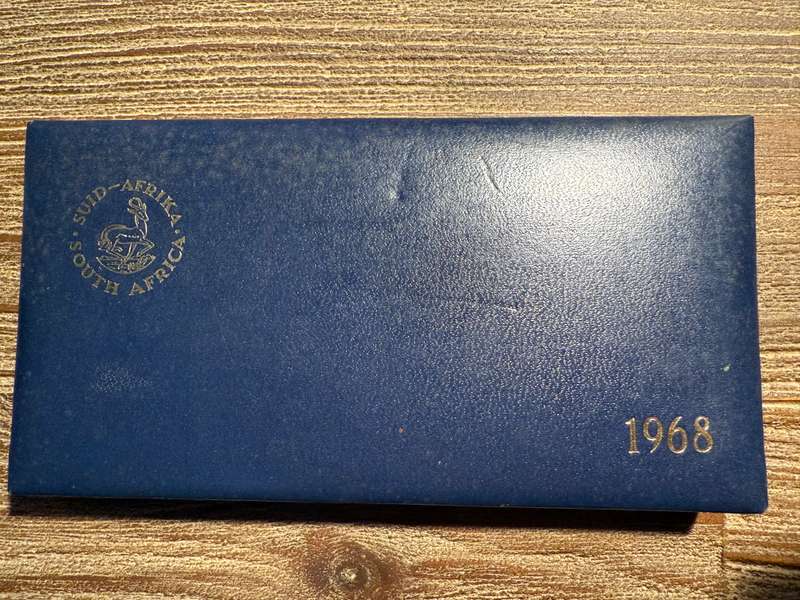 · SUID-AFRIKA ·
SOUTH AFRICA
1968